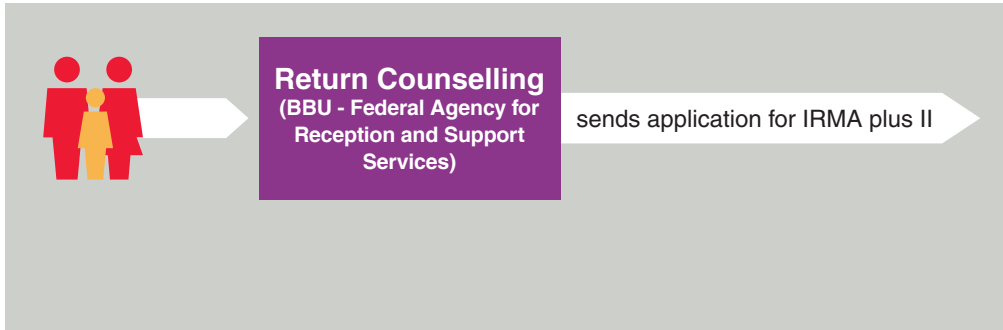 Return Counselling
(BBU - Federal Agency for
Reception and Support
Services)
sends application for IRMA plus II